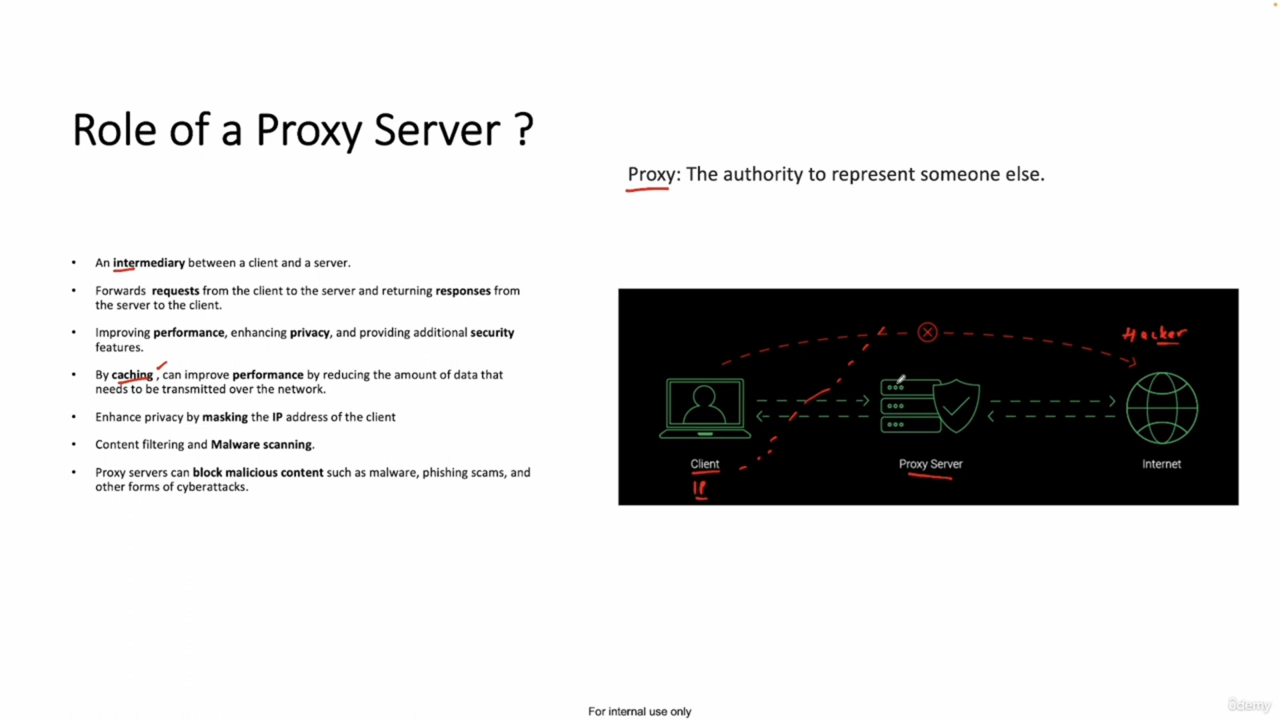 Role of a Proxy Server ?
Proxy: The authority to represent someone else.
• An intermediary between a client and a server.
• Forwards requests from the client to the server and returning responses from
the server to the client.
• Improving performance, enhancing privacy, and providing additional security
features.
• By caching , can improve performance by reducing the amount of data that
needs to be transmitted over the network.
• Enhance privacy by masking the IP address of the client
• Content filtering and Malware scanning.
• Proxy servers can block malicious content such as malware, phishing scams, and
other forms of cyberattacks.
Hacker
Client
Proxy Server
Internet
IP
For internal use only
ûdemy